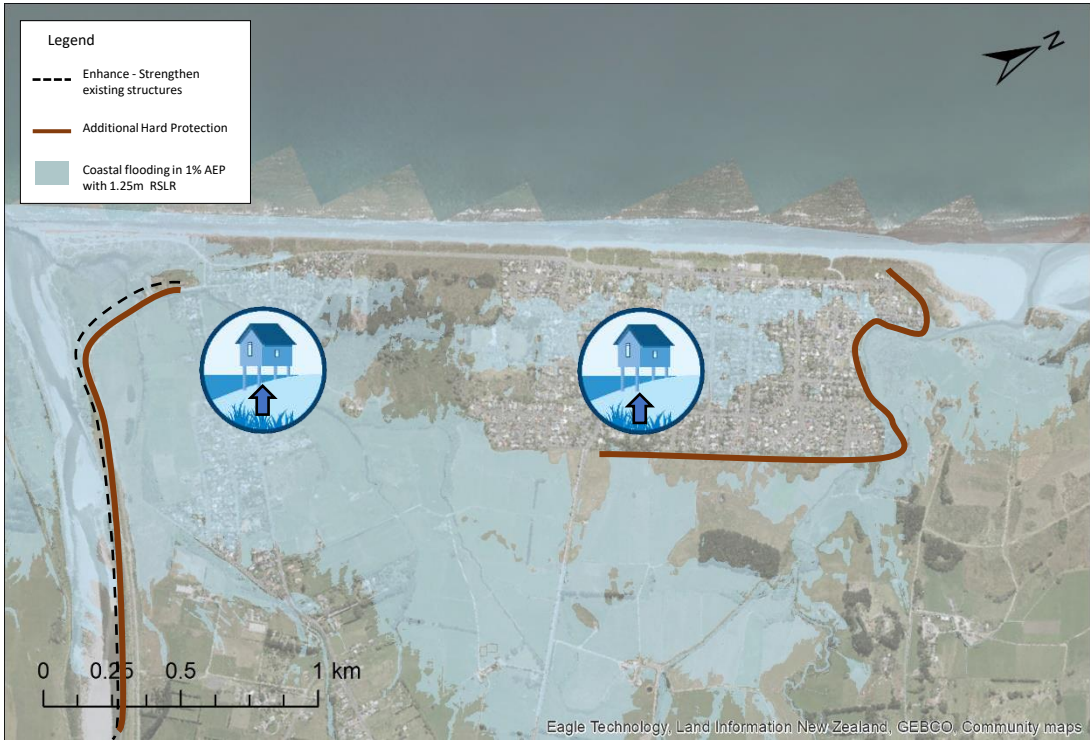 Legend
Enhance - Strengthen
existing structures
Additional Hard Protection
Coastal flooding in 1% AEP
with 1.25m RSLR
N
0 0.25 0.5 1 km
Eagle Technology, Land Information New Zealand, GEBCO, Community maps